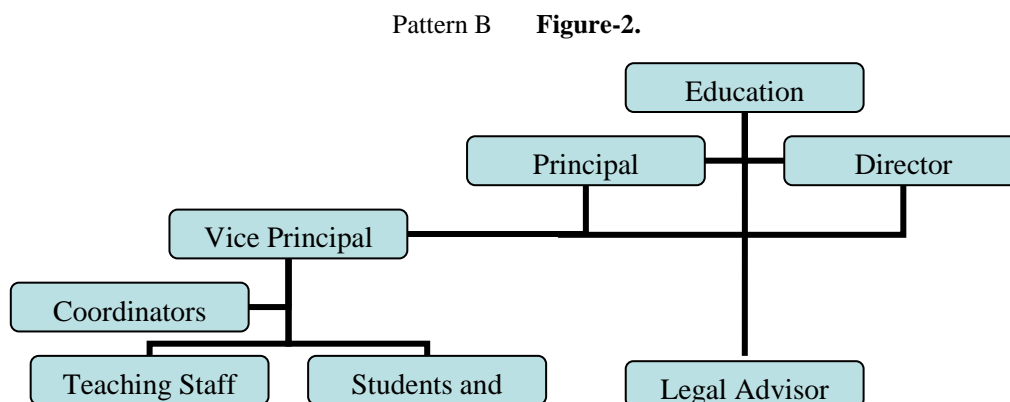 Pattern B Figure-2.
Education
Principal
Director
Vice Principal
Coordinators
Teaching Staff
Students and
Legal Advisor